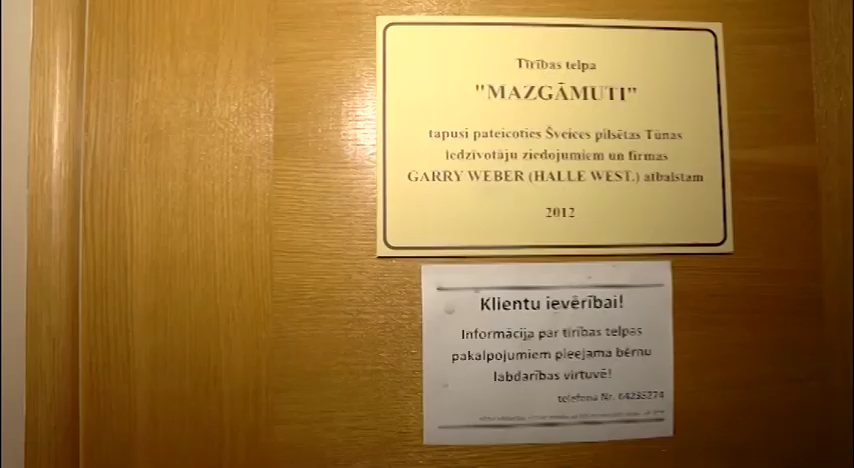 Tīrības telpa
"MAZGĀMUTI"
tapusi pateicoties Šveices pilsētas Tūnas
iedzīvotāju ziedojumiem un firmas
GARRY WEBER (HALLE WEST.) atbalstam
2012
Klientu ievērībai!
Informācija par tīrības telpas
pakalpojumiem pieejama bērnu
labdarības virtuvē!
telefona Nr. 64235274